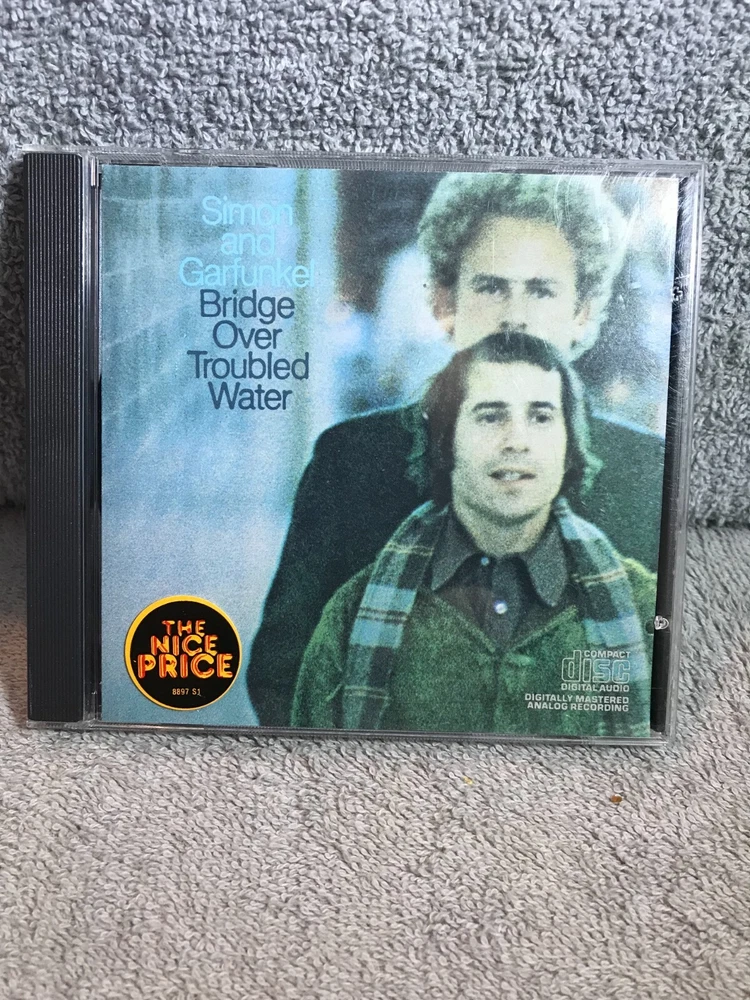 Simon
and
Garfunkel
Bridge
Over
Troubled
Water
THE
NICE
PRICE
8897 S1
COMPACT
disc
DIGITAL AUDIO
DIGITALLY MASTERED
ANALOG RECORDING